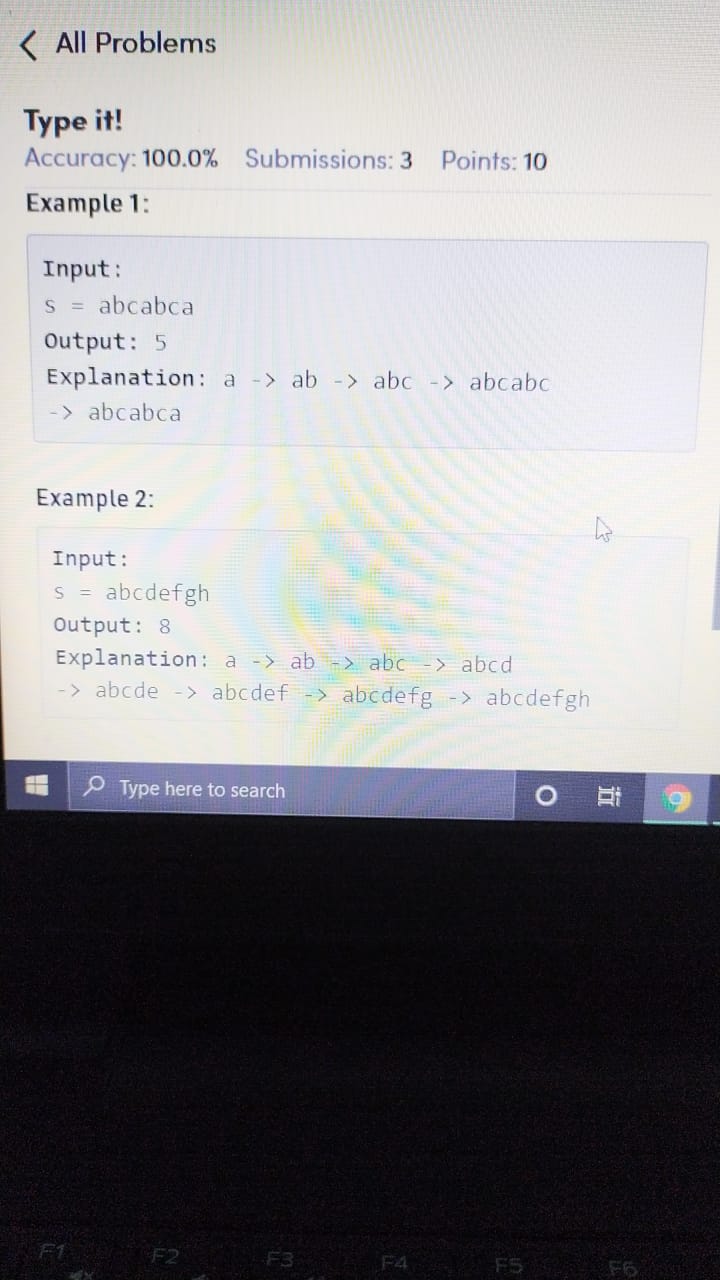 < All Problems
Type it!
Accuracy: 100.0% Submissions: 3 Points: 10
Example 1:
Input:
s = abcabca
Output: 5
Explanation: a -> ab -> abc -> abcabc
-> abcabca
Example 2:
Input:
s = abcdefgh
Output: 8
Explanation: a -> ab -> abc -> abcd
-> abcde -> abcdef -> abcdefg -> abcdefgh
Type here to search
F1 F2 F3 F4 F5 F6